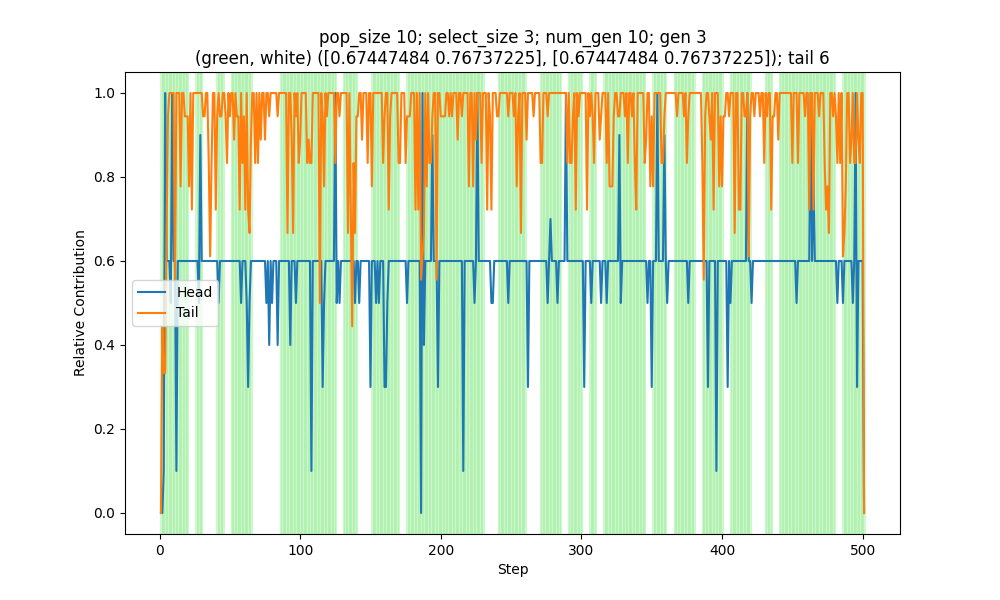 pop_size 10; select_size 3; num_gen 10; gen 3
(green, white) ([0.67447484 0.76737225], [0.67447484 0.76737225]); tail 6
1.0
0.8
0.6
0.4
0.2
0.0
Relative Contribution
Head
Tail
0 100 200 300 400 500
Step